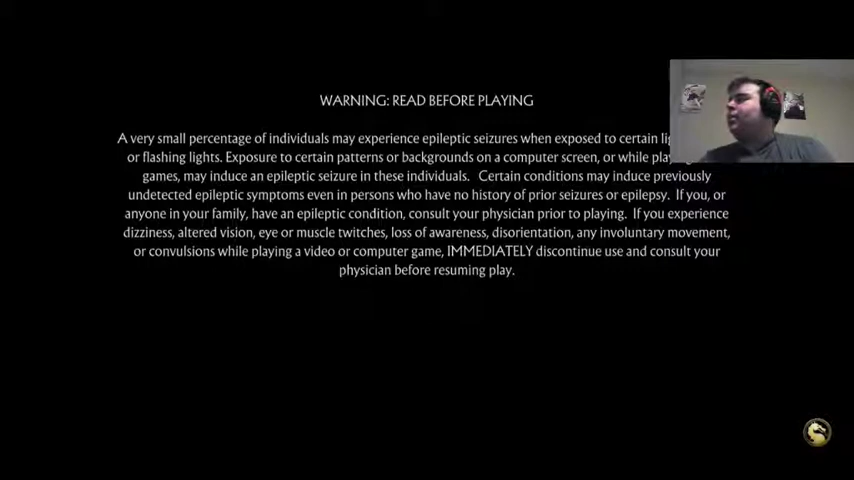 WARNING: READ BEFORE PLAYING
A very small percentage of individuals may experience epileptic seizures when exposed to certain
or flashing lights. Exposure to certain patterns or backgrounds on a computer screen, or while
games, may induce an epileptic seizure in these individuals. Certain conditions may induce previously
undetected epileptic symptoms even in persons who have no history of prior seizures or epilepsy. If you, or
anyone in your family, have an epileptic condition, consult your physician prior to playing. If you experience
dizziness, altered vision, eye or muscle twitches, loss of awareness, disorientation, any involuntary movement,
or convulsions while playing a video or computer game, IMMEDIATELY discontinue use and consult your
physician before resuming play.